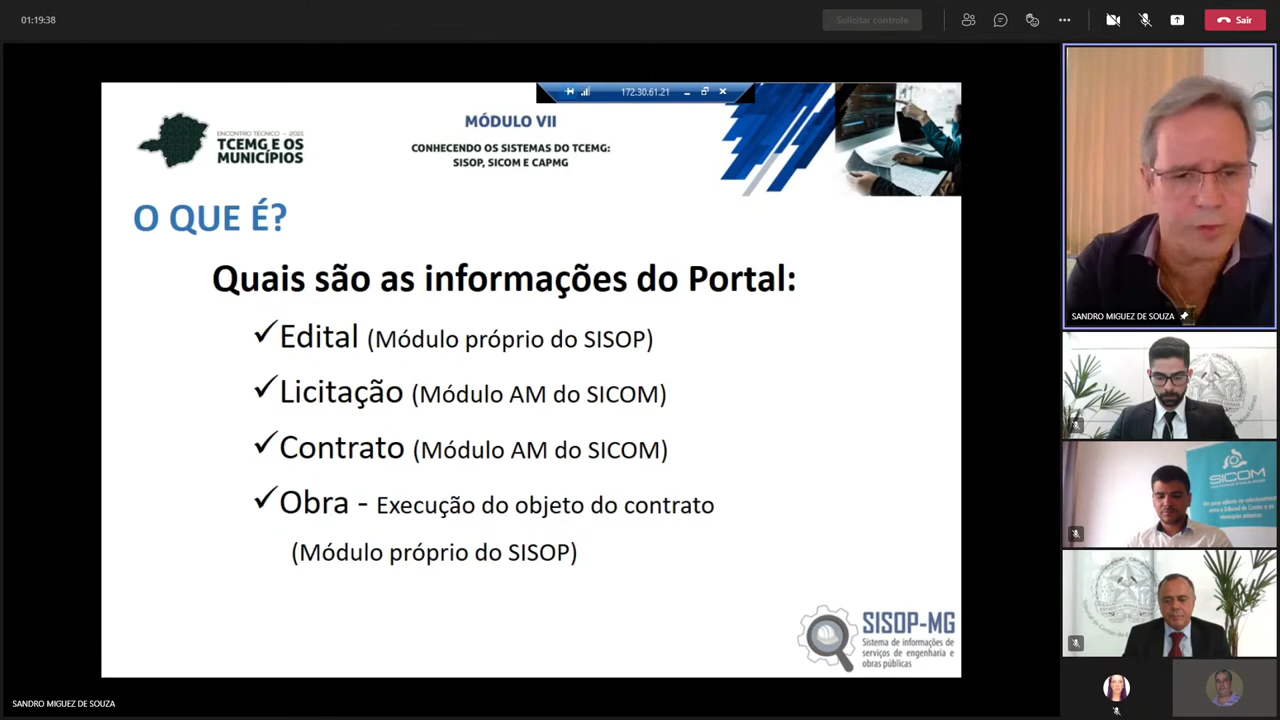 01:19:38
Solicitar controle
Sair
172.30.61.21
ENCONTRO TÉCNICO - 2021
TCEMG E OS
MUNICÍPIOS
MÓDULO VII
CONHECENDO OS SISTEMAS DO TCEMG:
SISOP, SICOM E CAPMG
O QUE É?
Quais são as informações do Portal:
✓Edital (Módulo próprio do SISOP)
✓Licitação (Módulo AM do SICOM)
✓Contrato (Módulo AM do SICOM)
✓Obra - Execução do objeto do contrato
(Módulo próprio do SISOP)
SISOP-MG
Sistema de informações de
serviços de engenharia e
obras públicas
SANDRO MIGUEZ DE SOUZA
SANDRO MIGUEZ DE SOUZA
SICOM